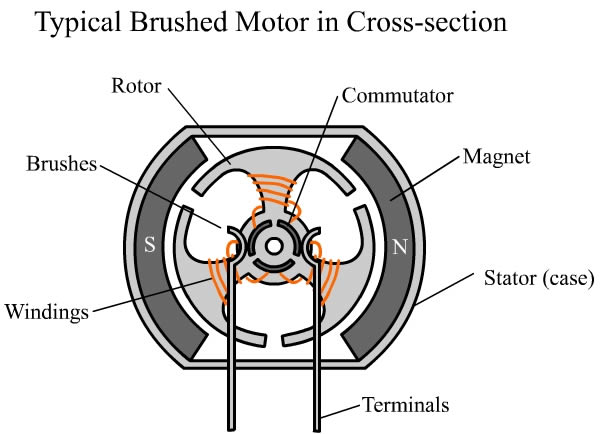 Typical Brushed Motor in Cross-section
Rotor
Commutator
Brushes
Magnet
S
N
Stator (case)
Windings
Terminals